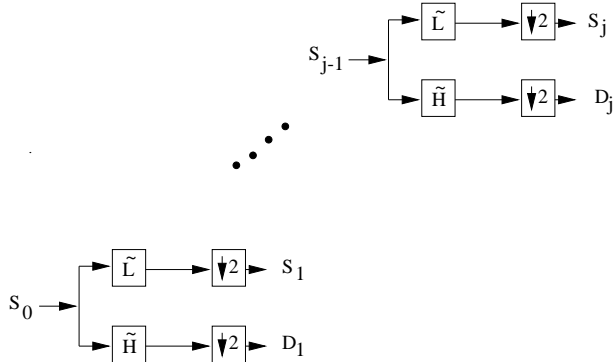 L̃ ↓2 S_j
S_{j-1}
H̃ ↓2 D_j
L̃ ↓2 S_1
S_0
H̃ ↓2 D_1